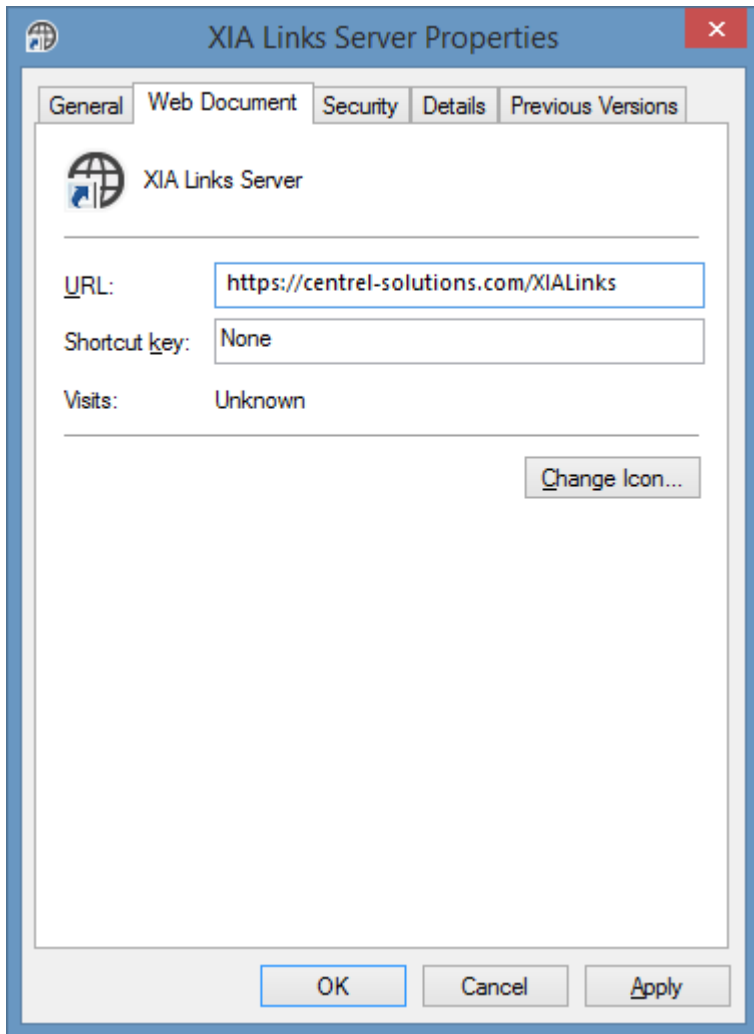 XIA Links Server Properties
General Web Document Security Details Previous Versions
XIA Links Server
URL: https://centrel-solutions.com/XIALinks
Shortcut key: None
Visits: Unknown
Change Icon...
OK Cancel Apply